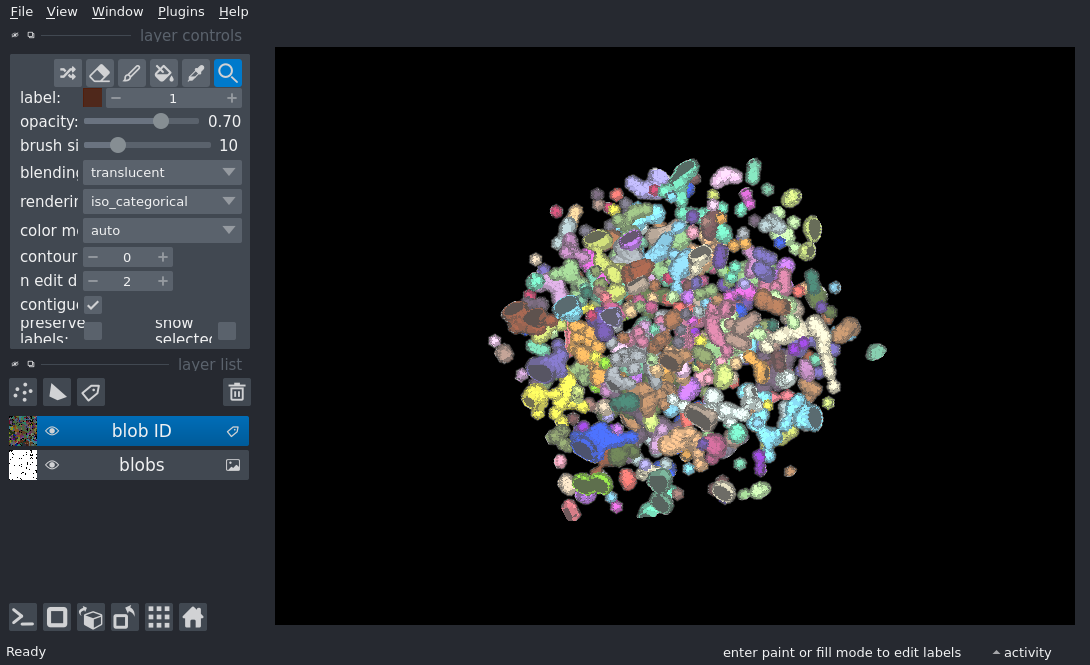 File View Window Plugins Help
layer controls
label: 1
opacity: 0.70
brush si 10
blending translucent
renderin iso_categorical
color m auto
contour 0
n edit d 2
contigu
preserve show
labels: selected
layer list
blob ID
blobs
Ready enter paint or fill mode to edit labels activity